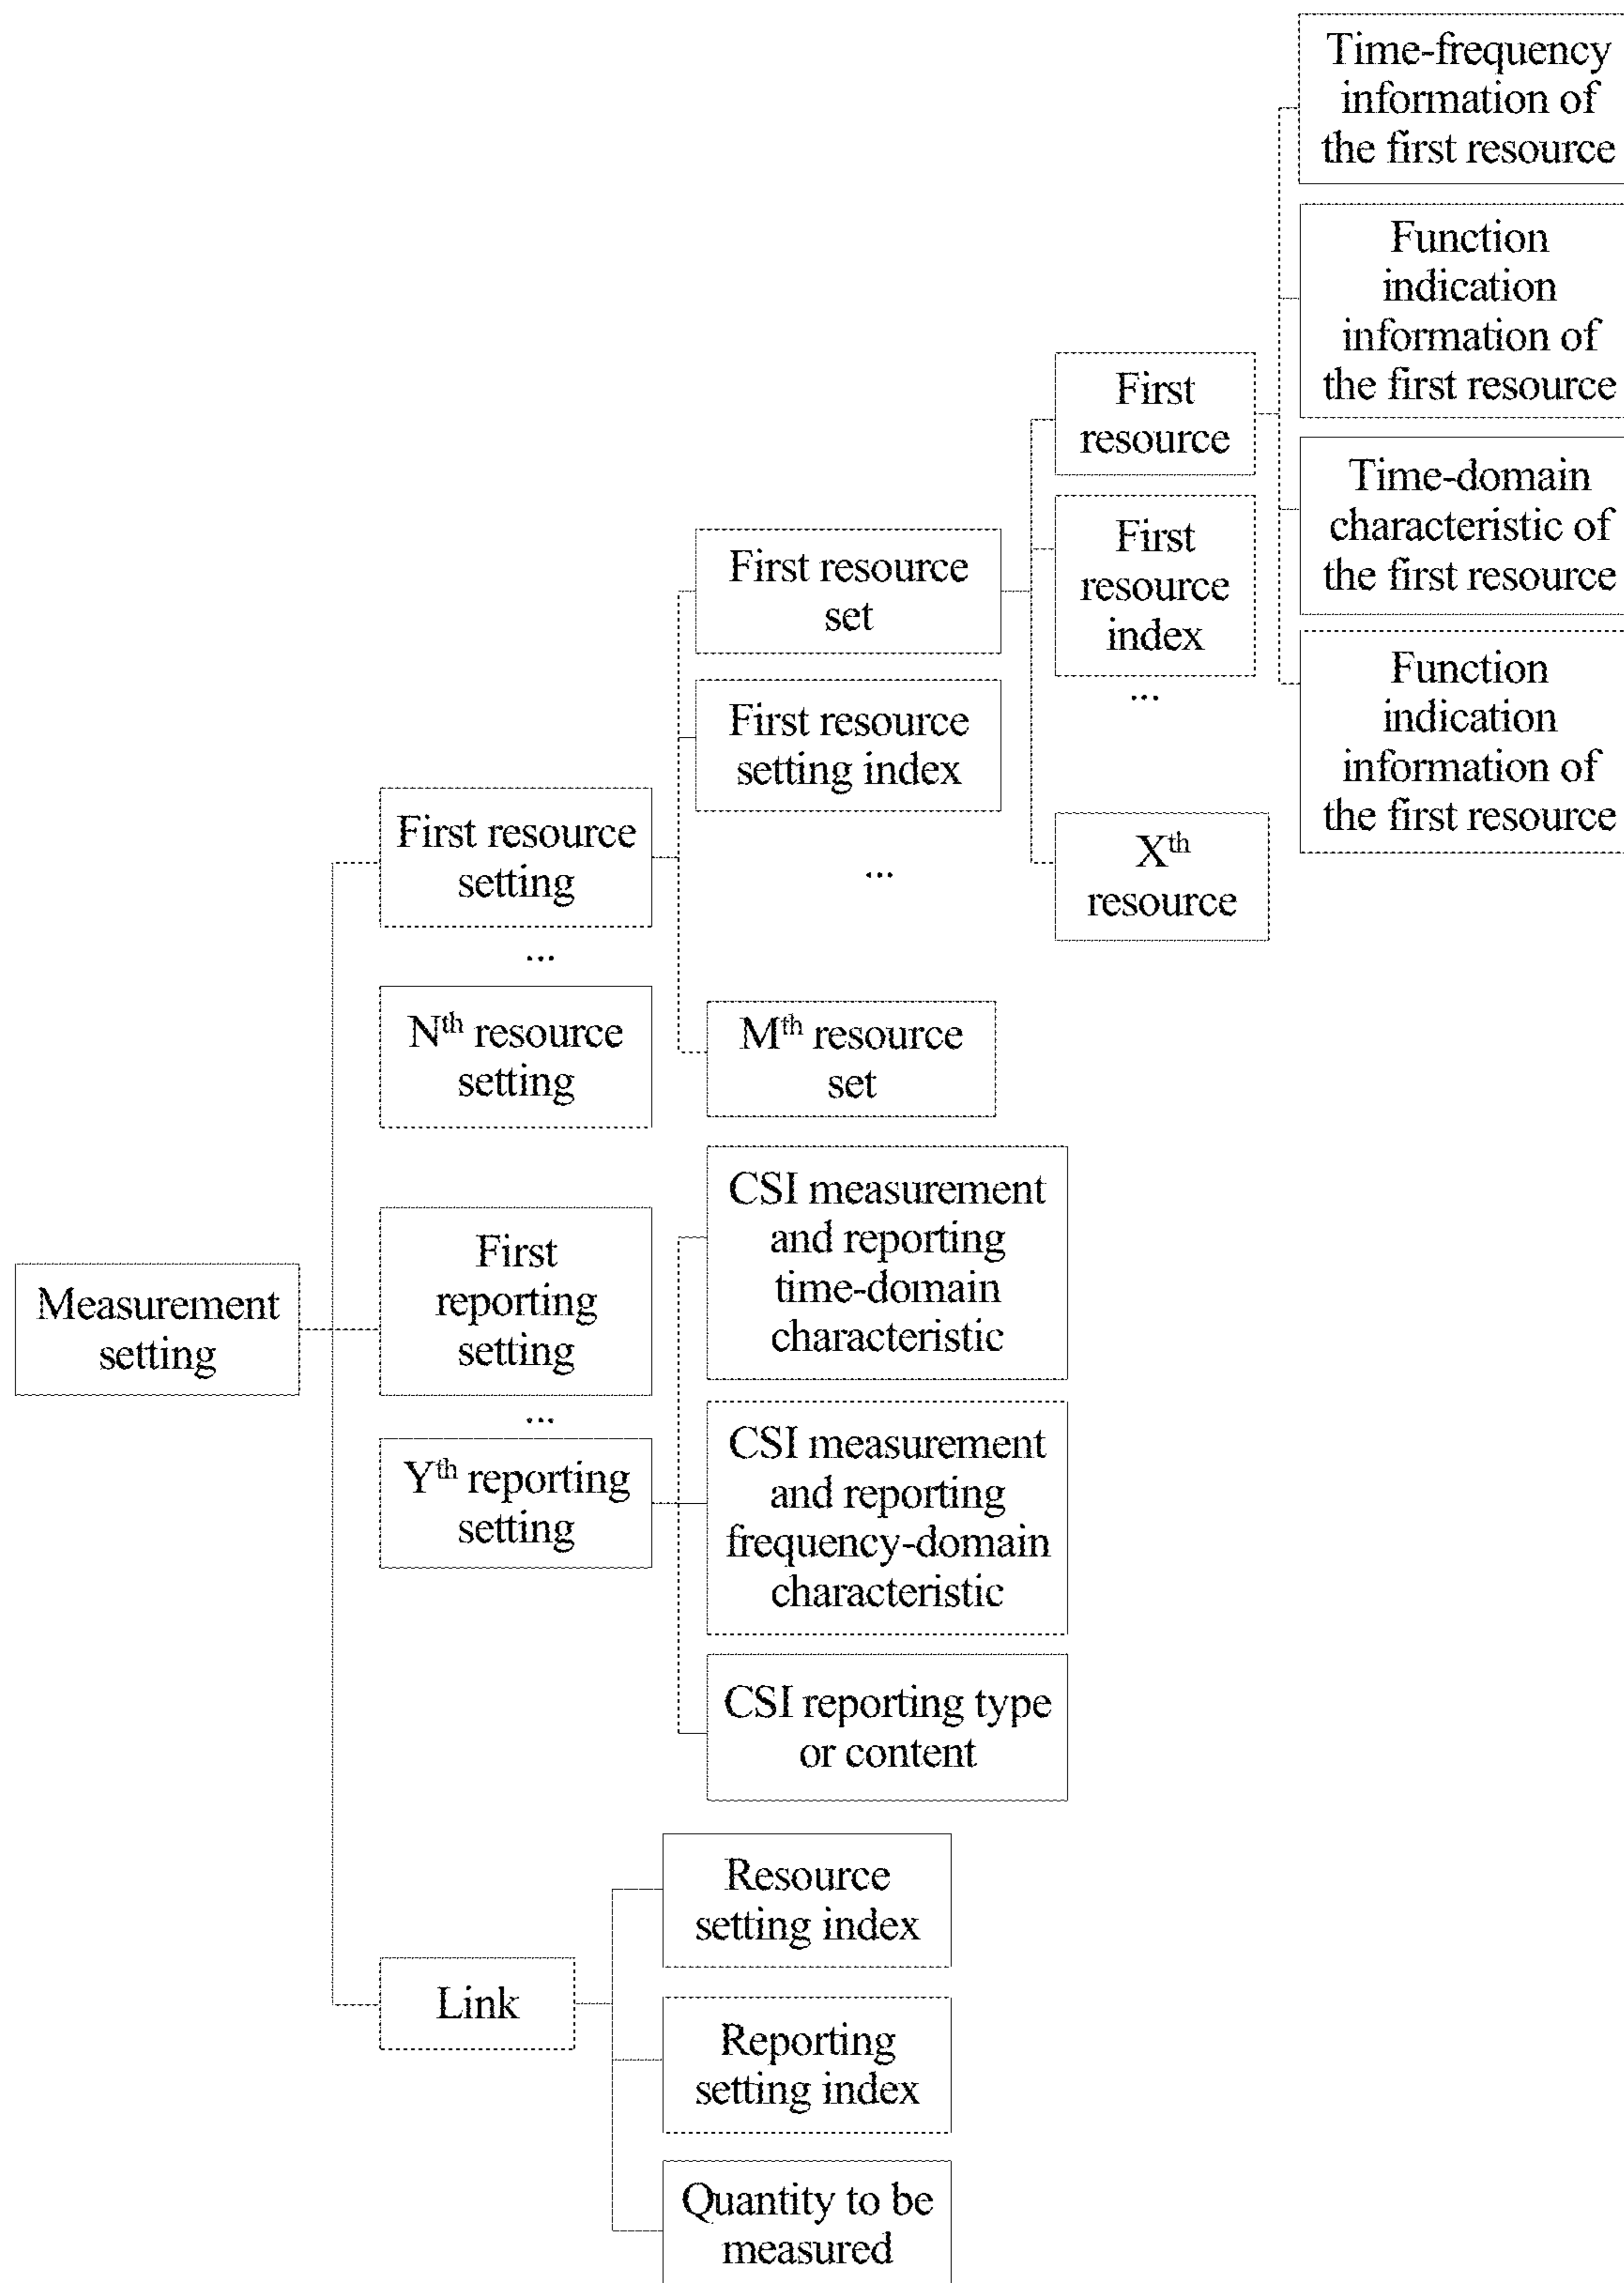 Time-frequency
information of
the first resource
Function
indication
information of
the first resource
Time-domain
characteristic of
the first resource
Function
indication
information of
the first resource
First
resource
First
resource
index
...
Xth
resource
First resource
set
First resource
setting index
...
Mth resource
set
First resource
setting
...
Nth resource
setting
Measurement
setting
First
reporting
setting
...
Yth reporting
setting
CSI measurement
and reporting
time-domain
characteristic
CSI measurement
and reporting
frequency-domain
characteristic
CSI reporting type
or content
Link
Resource
setting index
Reporting
setting index
Quantity to be
measured